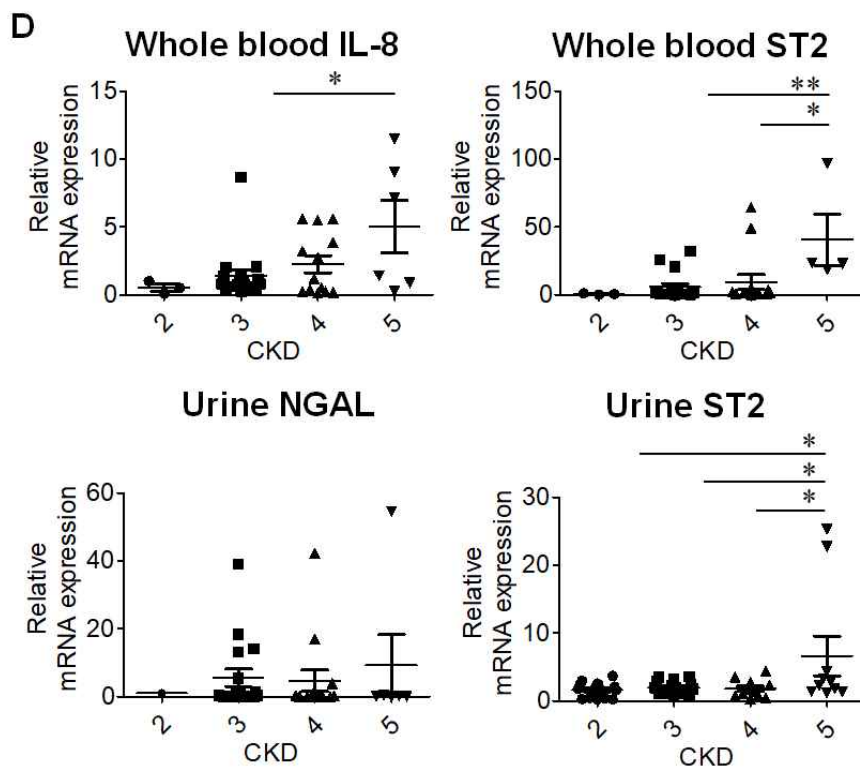 D
Whole blood IL-8
Relative
mRNA expression
15
10
5
0
*
2
3
4
5
CKD
Whole blood ST2
Relative
mRNA expression
150
100
50
0
**
*
2
3
4
5
CKD
Urine NGAL
Relative
mRNA expression
60
40
20
0
2
3
4
5
CKD
Urine ST2
Relative
mRNA expression
30
20
10
0
*
*
*
2
3
4
5
CKD